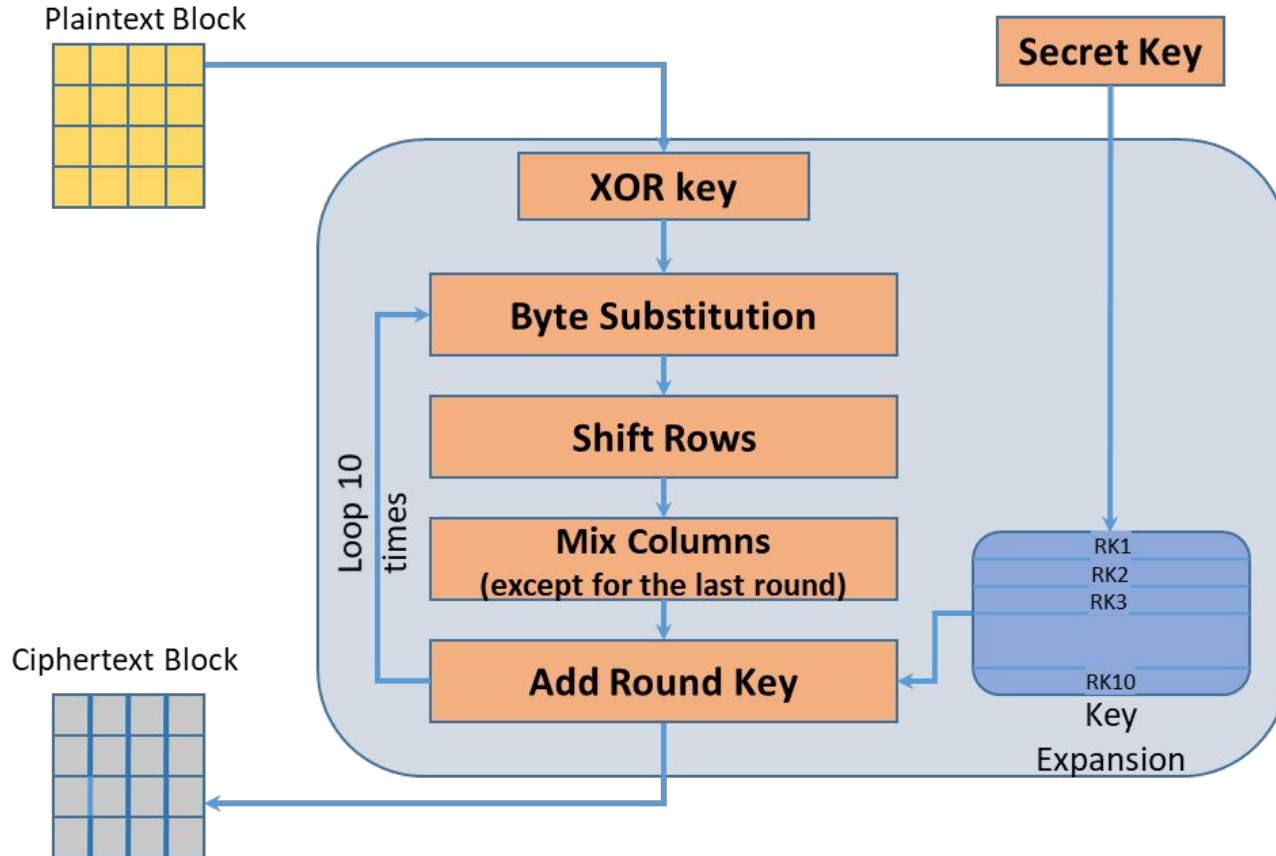 Plaintext Block
Secret Key
XOR key
Byte Substitution
Shift Rows
Loop 10
times
Mix Columns
(except for the last round)
RK1
RK2
RK3
RK10
Key
Expansion
Add Round Key
Ciphertext Block